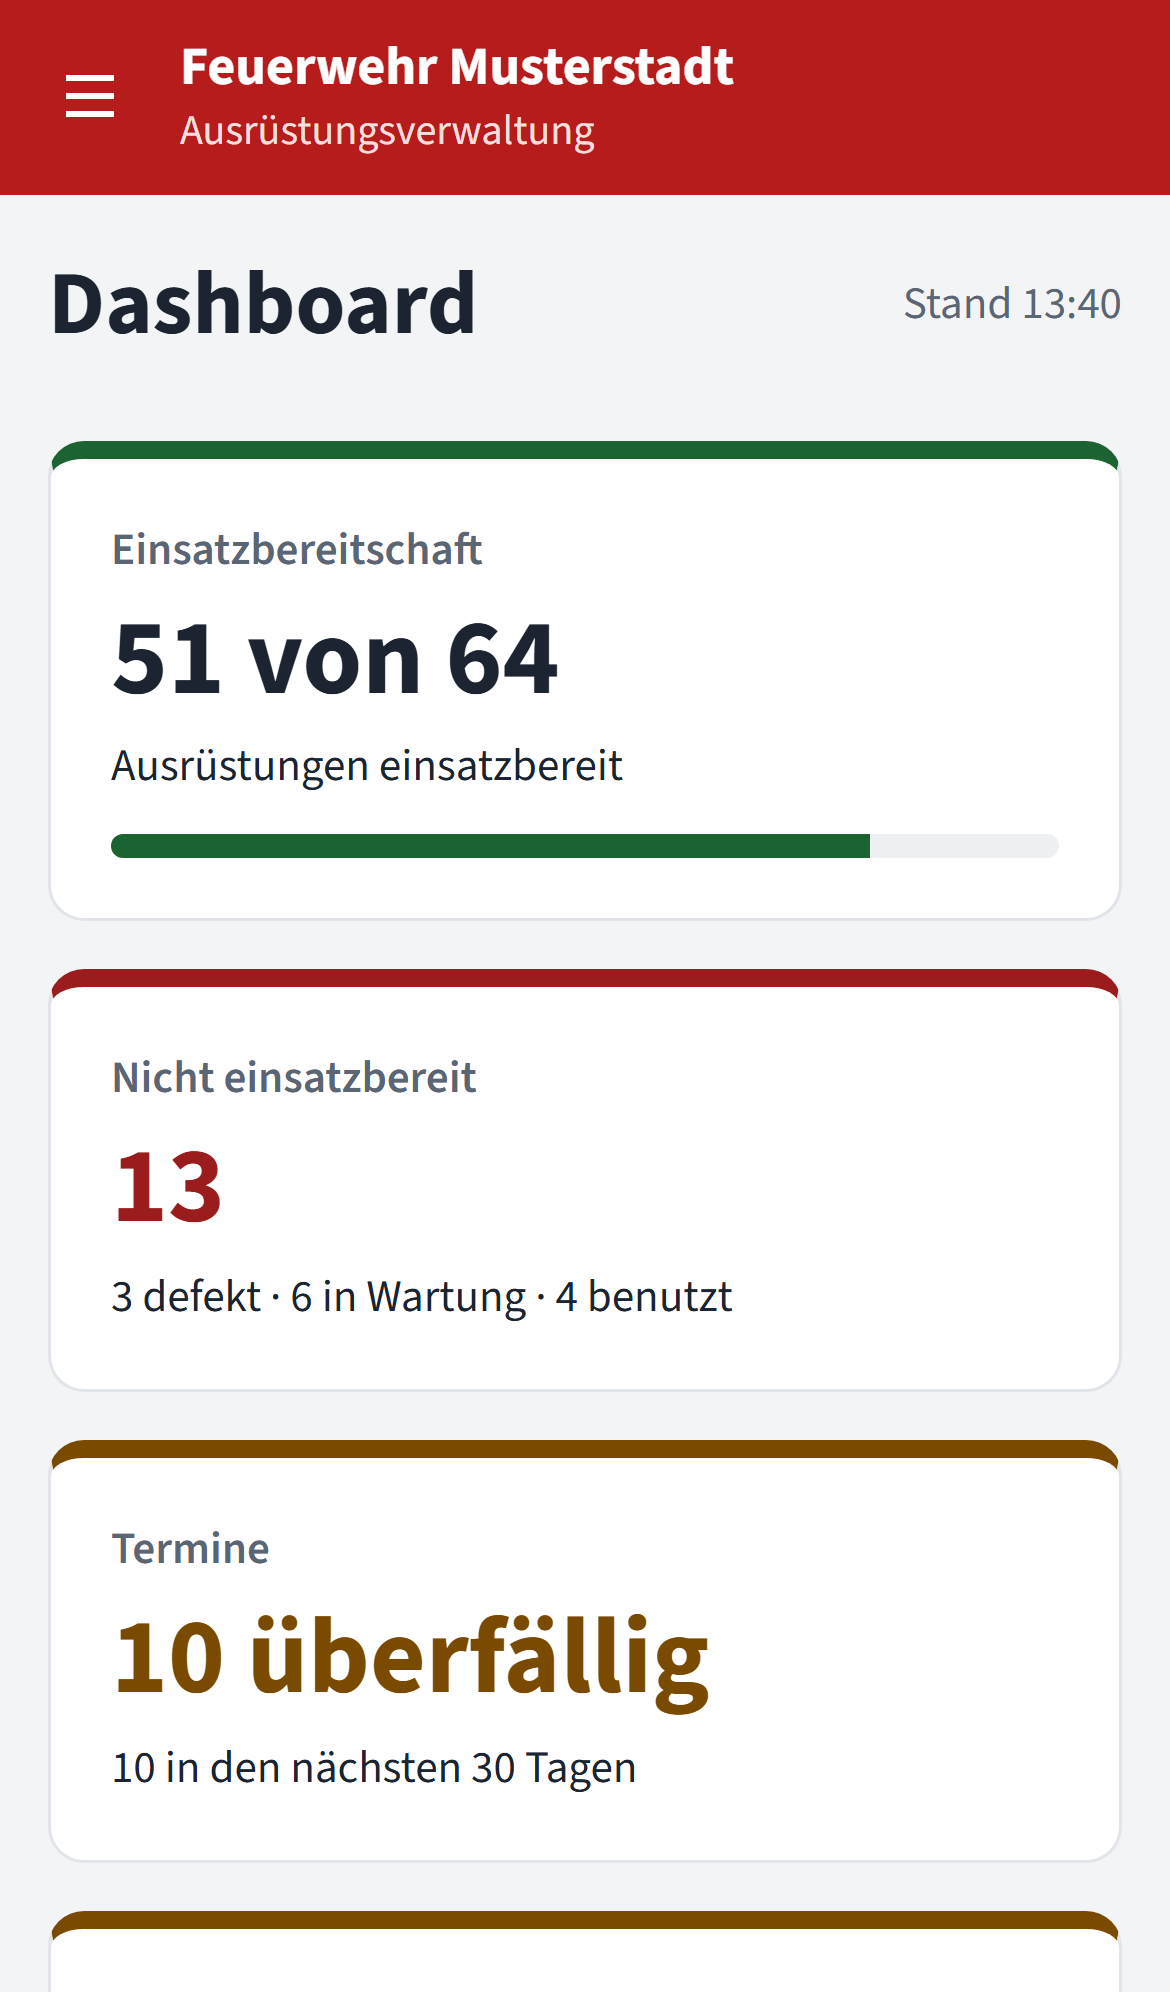 Feuerwehr Musterstadt
Ausrüstungsverwaltung
Dashboard
Stand 13:40
Einsatzbereitschaft
51 von 64
Ausrüstungen einsatzbereit
Nicht einsatzbereit
13
3 defekt · 6 in Wartung · 4 benutzt
Termine
10 überfällig
10 in den nächsten 30 Tagen